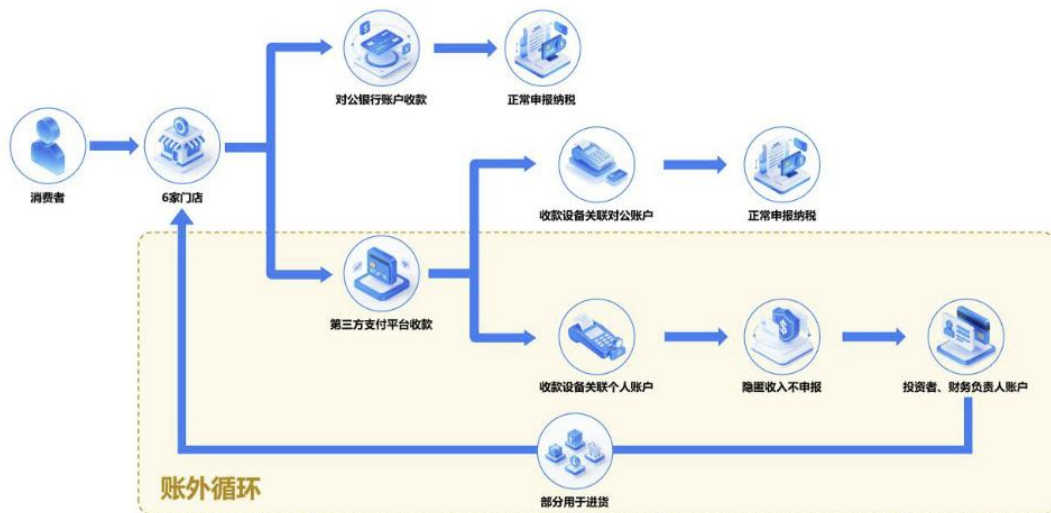 对公银行账户收款
正常申报纳税
消费者
6家门店
收款设备关联对公账户
正常申报纳税
第三方支付平台收款
收款设备关联个人账户
隐匿收入不申报
投资者、财务负责人账户
账外循环
部分用于进货